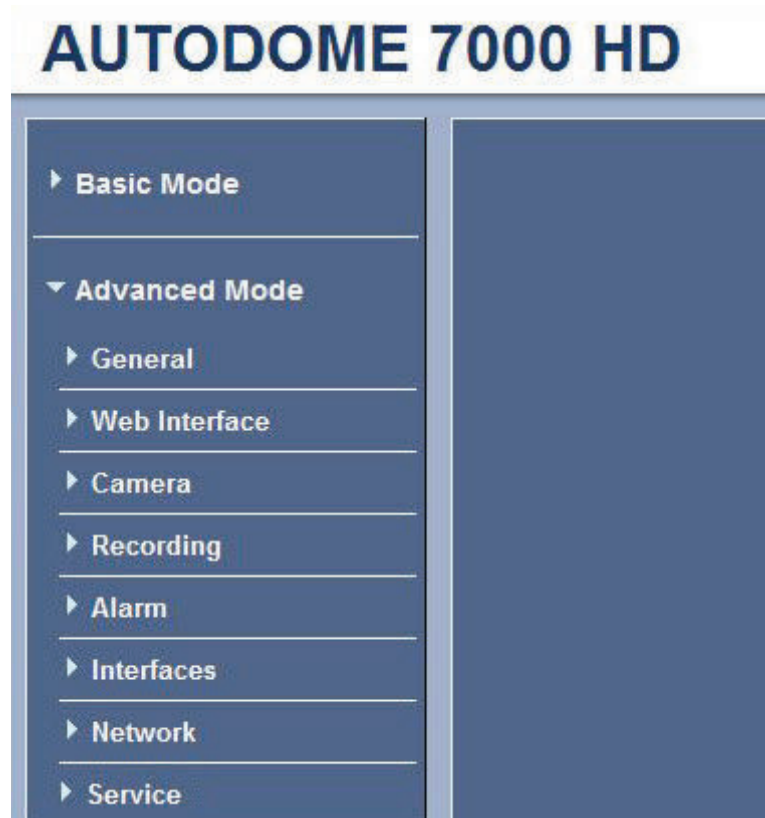 AUTODOME 7000 HD
Basic Mode
Advanced Mode
General
Web Interface
Camera
Recording
Alarm
Interfaces
Network
Service